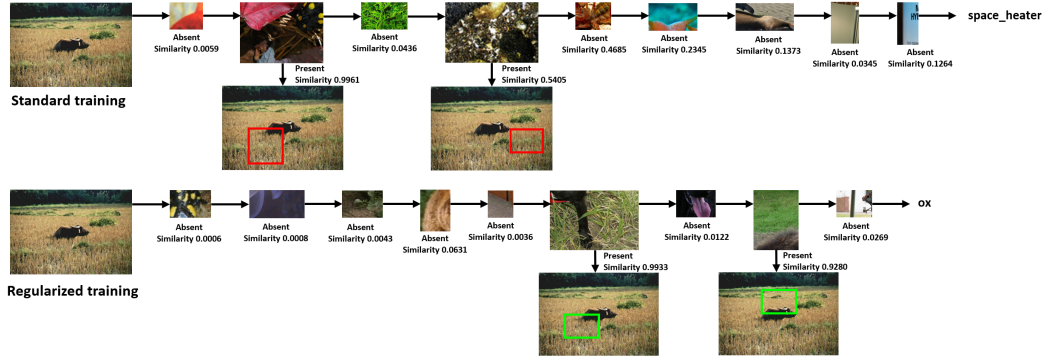 Absent
Similarity 0.0059
Present
Similarity 0.9961
Absent
Similarity 0.0436
Present
Similarity 0.5405
Absent
Similarity 0.4685
Absent
Similarity 0.2345
Absent
Similarity 0.1373
Absent
Similarity 0.0345
Absent
Similarity 0.1264
space_heater
Standard training
Absent
Similarity 0.0006
Absent
Similarity 0.0008
Absent
Similarity 0.0043
Absent
Similarity 0.0631
Absent
Similarity 0.0036
Present
Similarity 0.9933
Absent
Similarity 0.0122
Present
Similarity 0.9280
Absent
Similarity 0.0269
ox
Regularized training